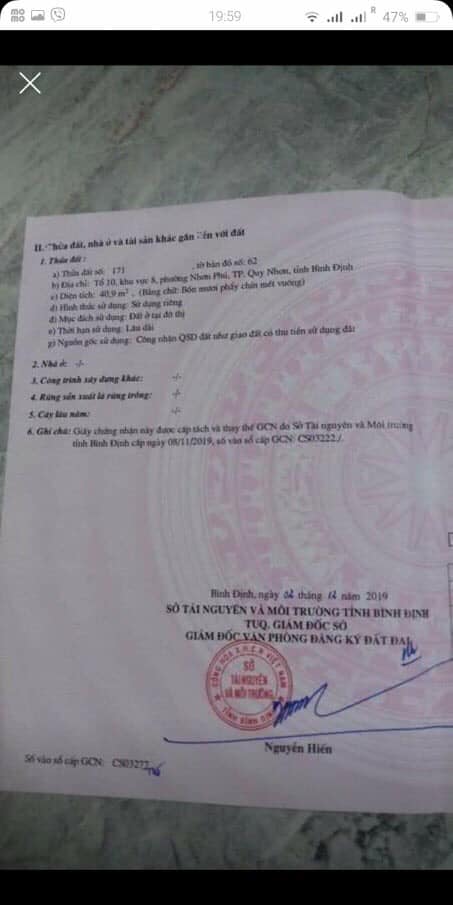 momo
19:59
R
47%
II. Thửa đất, nhà ở và tài sản khác gắn liền với đất
1. Thửa đất:
a) Thửa đất số: 171 , tờ bản đồ số: 62
b) Địa chỉ: Tổ 10, khu vực 8, phường Nhơn Phú, TP. Quy Nhơn, tỉnh Bình Định
c) Diện tích: 40,9 m², (Bằng chữ: Bốn mươi phẩy chín mét vuông)
d) Hình thức sử dụng: Sử dụng riêng
đ) Mục đích sử dụng: Đất ở tại đô thị
e) Thời hạn sử dụng: Lâu dài
g) Nguồn gốc sử dụng: Công nhận QSD đất như giao đất có thu tiền sử dụng đất
2. Nhà ở: -/-
3. Công trình xây dựng khác: -/-
4. Rừng sản xuất là rừng trồng: -/-
5. Cây lâu năm: -/-
6. Ghi chú: Giấy chứng nhận này được cấp tách và thay thế GCN do Sở Tài nguyên và Môi trường
tỉnh Bình Định cấp ngày 08/11/2019, số vào sổ cấp GCN: CS03222./.
Bình Định, ngày 02 tháng 12 năm 2019
SỞ TÀI NGUYÊN VÀ MÔI TRƯỜNG TỈNH BÌNH ĐỊNH
TUQ. GIÁM ĐỐC SỞ
GIÁM ĐỐC VĂN PHÒNG ĐĂNG KÝ ĐẤT ĐAI
CỘNG HÒA X.H.C.N VIỆT NAM
SỞ
TÀI NGUYÊN
VÀ MÔI TRƯỜNG
TỈNH BÌNH ĐỊNH
Nguyễn Hiến
Số vào sổ cấp GCN: CS03277